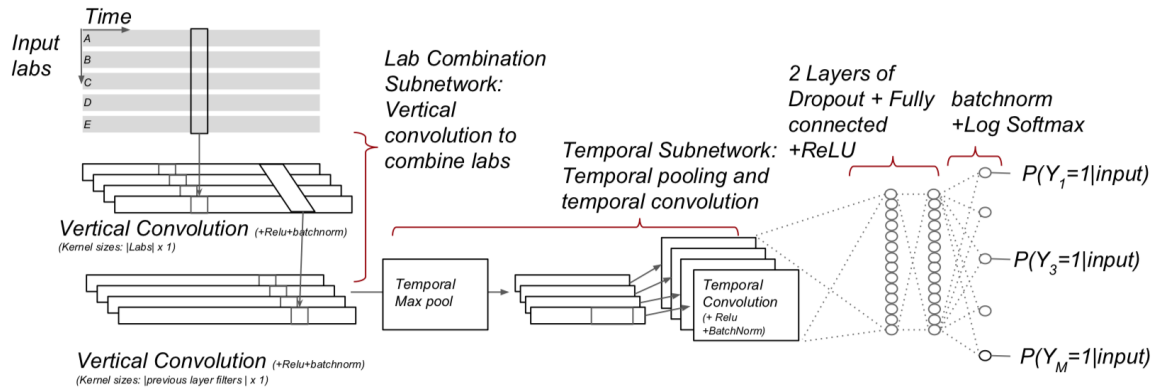 Time
Input
labs
A
B
C
D
E
Lab Combination
Subnetwork:
Vertical
convolution to
combine labs
Vertical Convolution (+Relu+batchnorm)
(Kernel sizes: |Labs| x 1)
Temporal Subnetwork:
Temporal pooling and
temporal convolution
2 Layers of
Dropout + Fully
connected
+ReLU
batchnorm
+Log Softmax
P(Y1=1|input)
P(Y3=1|input)
P(YM=1|input)
Temporal
Max pool
Temporal
Convolution
(+ Relu
+BatchNorm)
Vertical Convolution (+Relu+batchnorm)
(Kernel sizes: |previous layer filters | x 1)